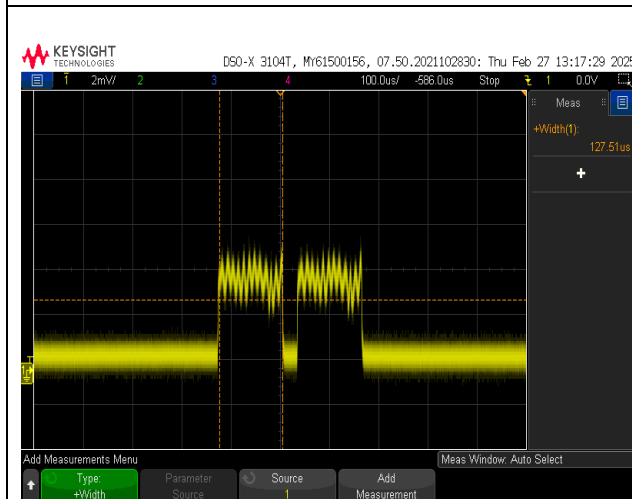 KEYSIGHT
TECHNOLOGIES
DSO-X 3104T, MY61500156, 07.50.2021102830: Thu Feb 27 13:17:29 2025
1 2mV/ 2 3 4 100.0us/ -586.0us Stop 1 0.0V
Meas
+Width(1):
127.51us
+
Add Measurements Menu
Meas Window: Auto Select
Type: Parameter Source Add
+Width Source 1 Measurement